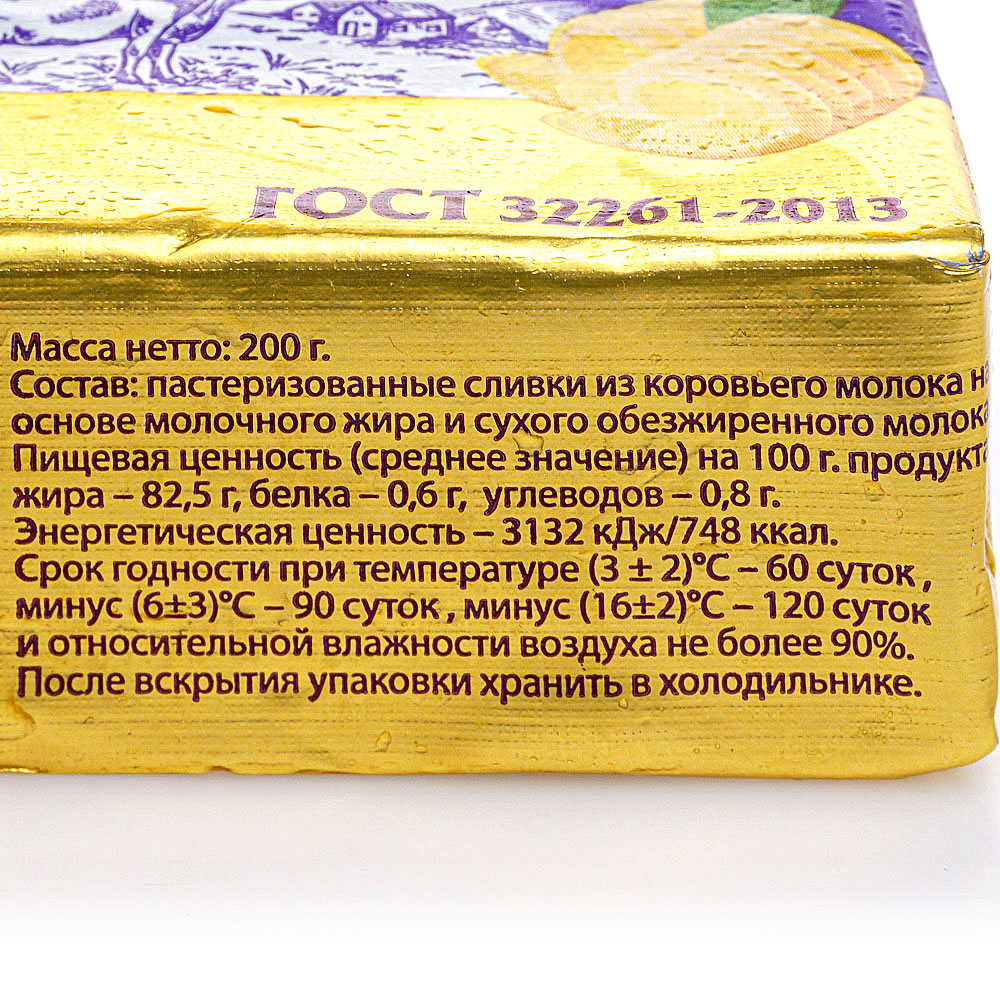 ГОСТ 32261-2013
Масса нетто: 200 г.
Состав: пастеризованные сливки из коровьего молока на
основе молочного жира и сухого обезжиренного молока
Пищевая ценность (среднее значение) на 100 г. продукта
жира – 82,5 г, белка – 0,6 г, углеводов – 0,8 г.
Энергетическая ценность – 3132 кДж/748 ккал.
Срок годности при температуре (3 ± 2)°С – 60 суток ,
минус (6±3)°С – 90 суток , минус (16±2)°С – 120 суток
и относительной влажности воздуха не более 90%.
После вскрытия упаковки хранить в холодильнике.